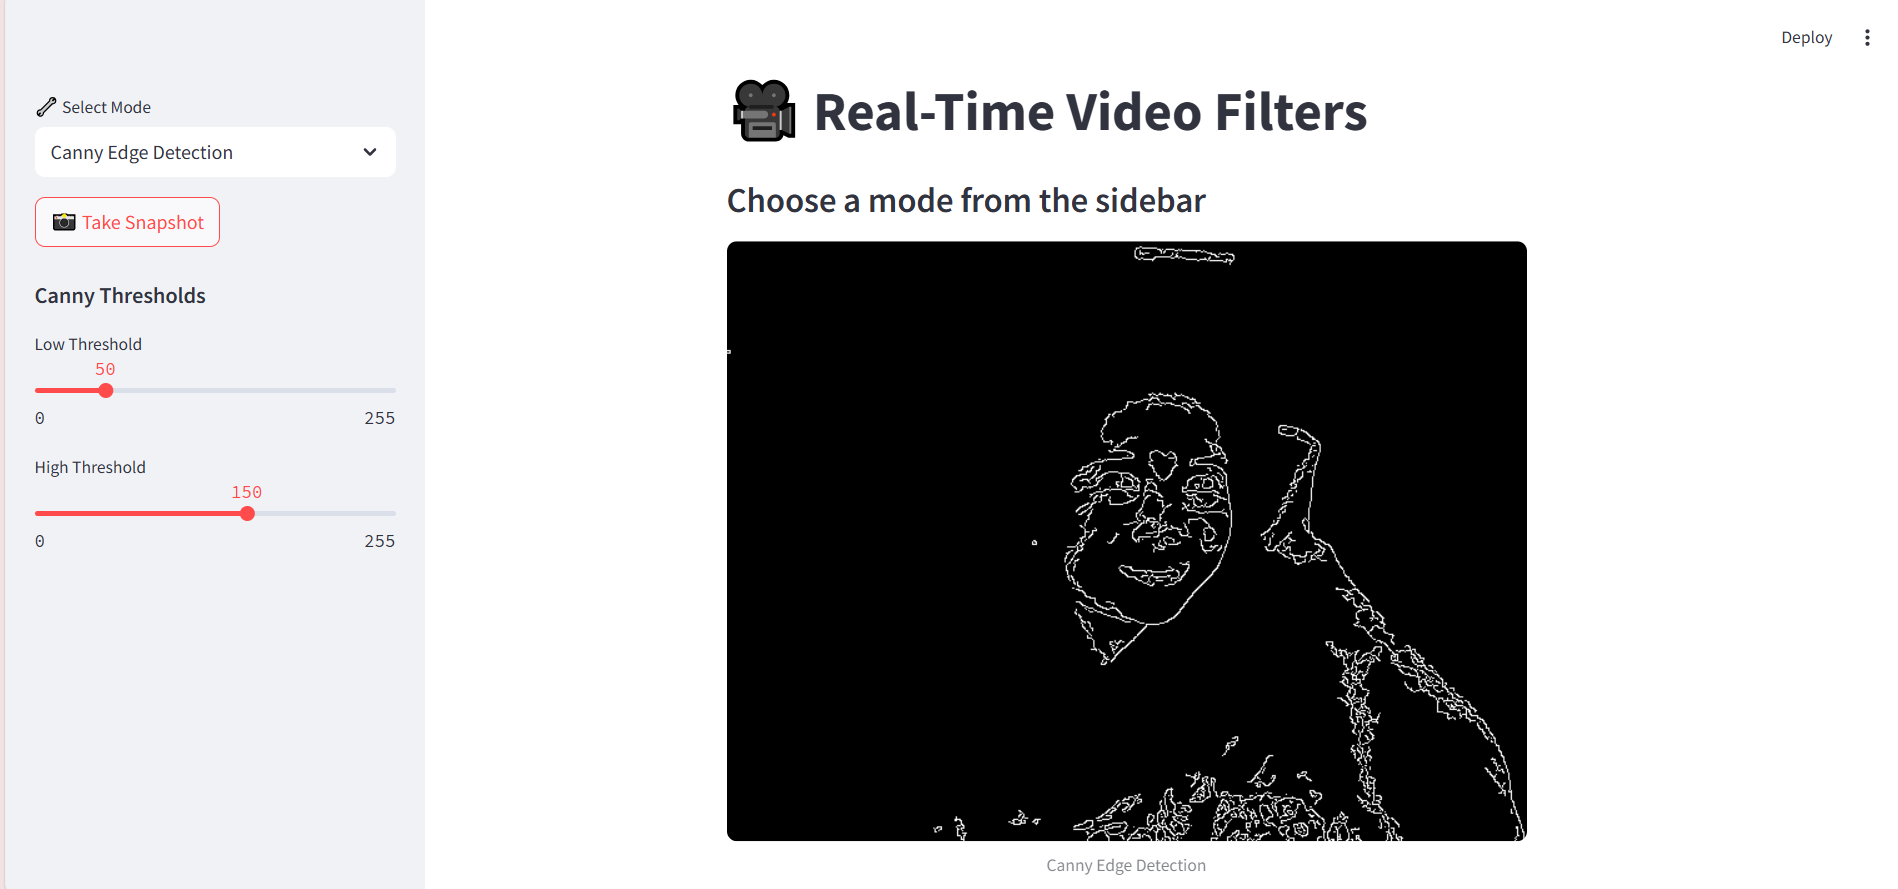 Deploy
Select Mode
Canny Edge Detection
Take Snapshot
Canny Thresholds
Low Threshold
50
0 255
High Threshold
150
0 255
Real-Time Video Filters
Choose a mode from the sidebar
Canny Edge Detection